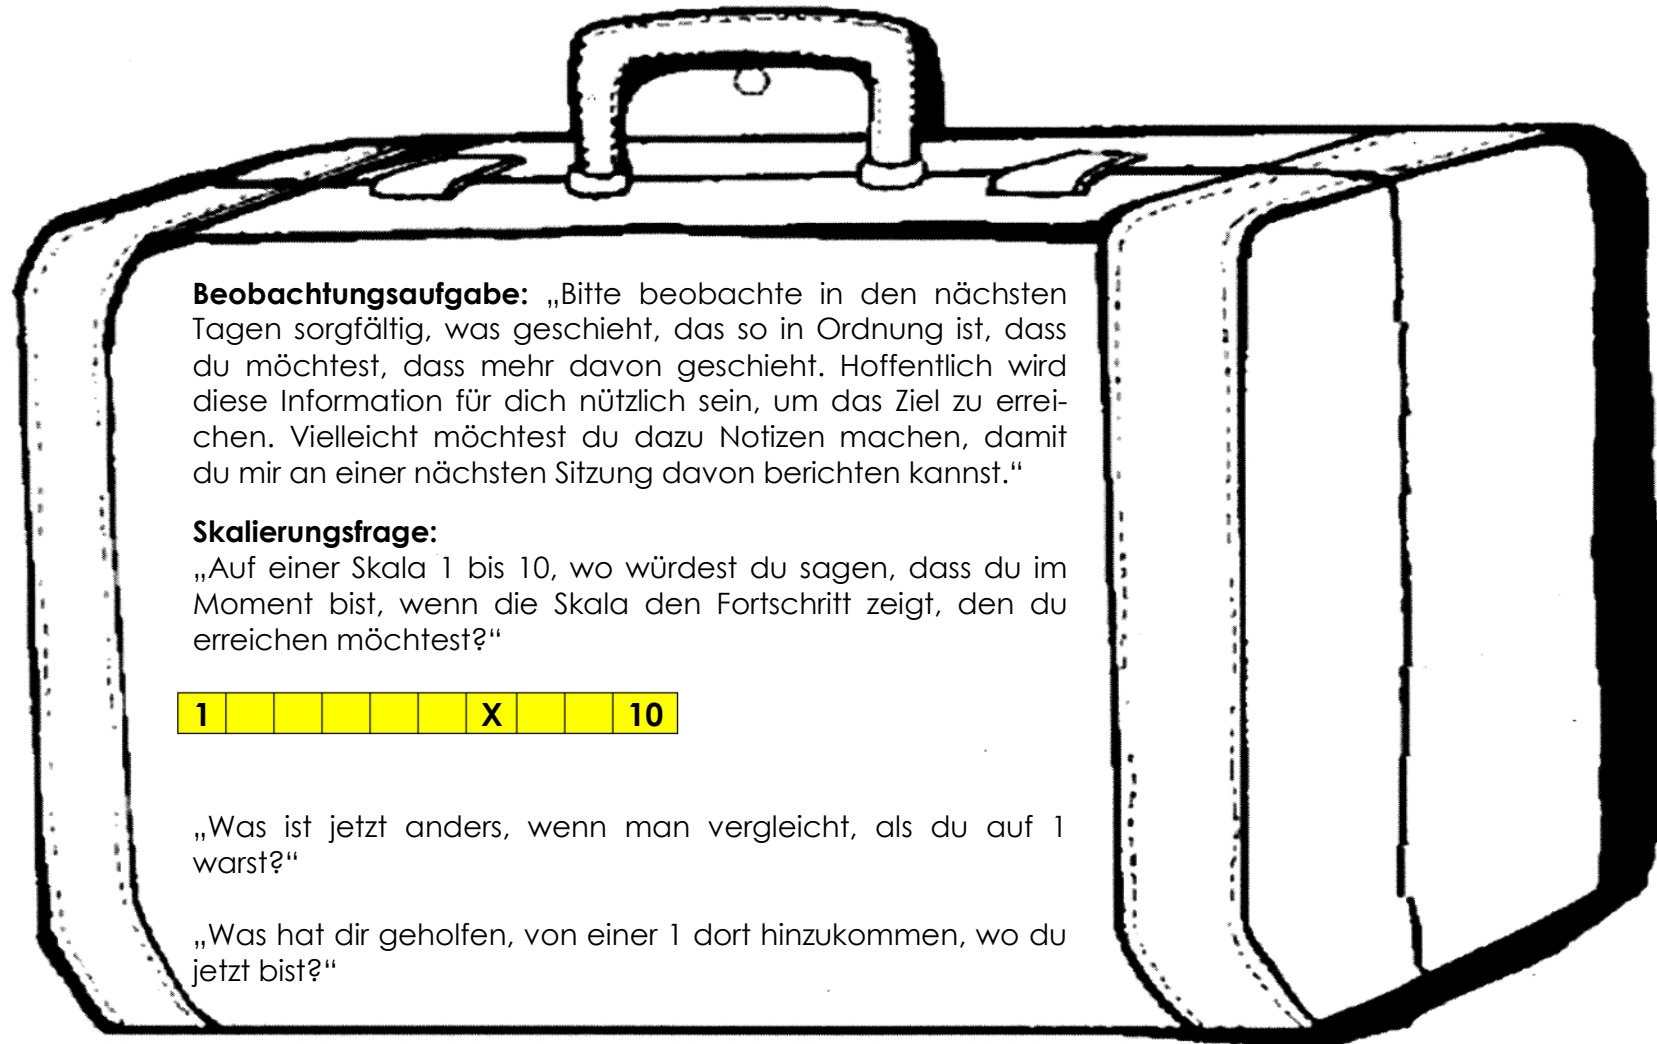 Beobachtungsaufgabe: „Bitte beobachte in den nächsten
Tagen sorgfältig, was geschieht, das so in Ordnung ist, dass
du möchtest, dass mehr davon geschieht. Hoffentlich wird
diese Information für dich nützlich sein, um das Ziel zu errei-
chen. Vielleicht möchtest du dazu Notizen machen, damit
du mir an einer nächsten Sitzung davon berichten kannst.“
Skalierungsfrage:
„Auf einer Skala 1 bis 10, wo würdest du sagen, dass du im
Moment bist, wenn die Skala den Fortschritt zeigt, den du
erreichen möchtest?“
1 X 10
„Was ist jetzt anders, wenn man vergleicht, als du auf 1
warst?“
„Was hat dir geholfen, von einer 1 dort hinzukommen, wo du
jetzt bist?“